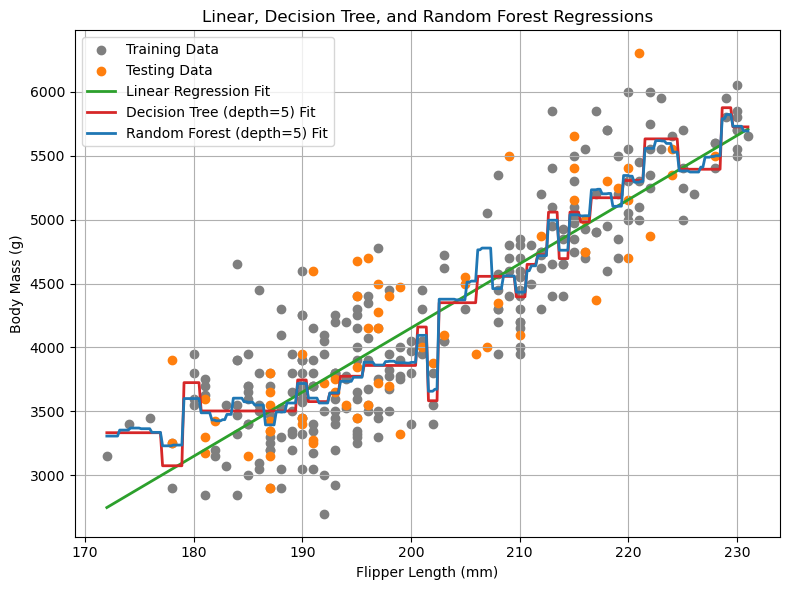 Linear, Decision Tree, and Random Forest Regressions
Training Data
Testing Data
Linear Regression Fit
Decision Tree (depth=5) Fit
Random Forest (depth=5) Fit
Body Mass (g)
6000
5500
5000
4500
4000
3500
3000
170 180 190 200 210 220 230
Flipper Length (mm)